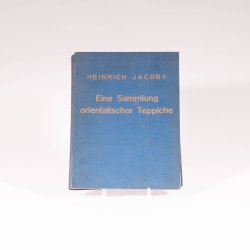 HEINRICH JACOBY
Eine Sammlung
orientalischer Teppiche